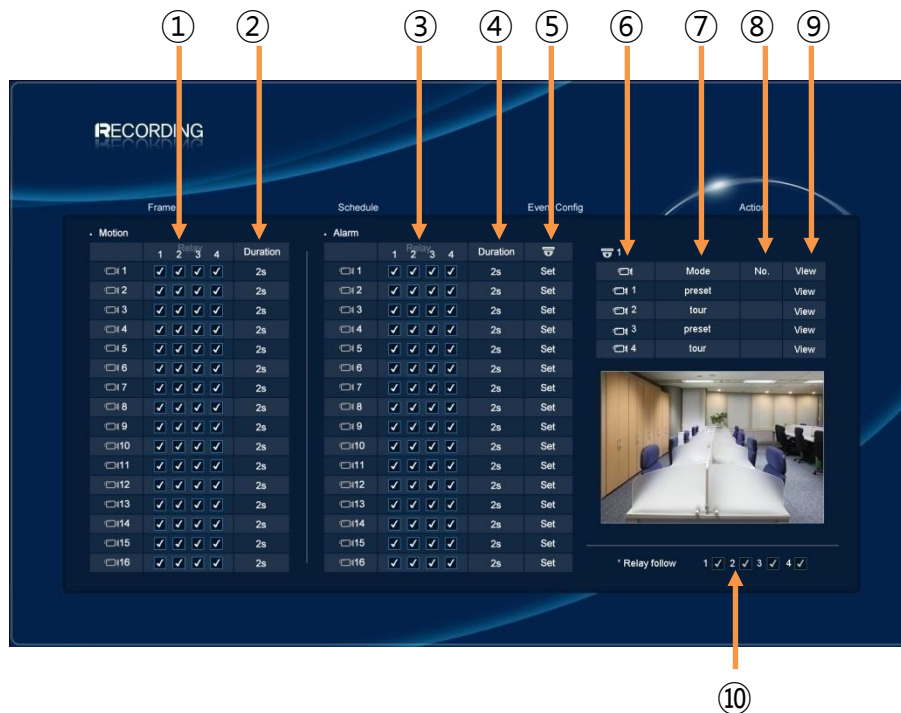 ① ② ③ ④ ⑤ ⑥ ⑦ ⑧ ⑨
RECORDING
Frame Schedule Event Config Action
• Motion
Relay
1 2 3 4 Duration
1 2s
2 2s
3 2s
4 2s
5 2s
6 2s
7 2s
8 2s
9 2s
10 2s
11 2s
12 2s
13 2s
14 2s
15 2s
16 2s
• Alarm
Relay
1 2 3 4 Duration
1 2s Set
2 2s Set
3 2s Set
4 2s Set
5 2s Set
6 2s Set
7 2s Set
8 2s Set
9 2s Set
10 2s Set
11 2s Set
12 2s Set
13 2s Set
14 2s Set
15 2s Set
16 2s Set
1
Mode No. View
1 preset View
2 tour View
3 preset View
4 tour View
* Relay follow 1 2 3 4
⑩